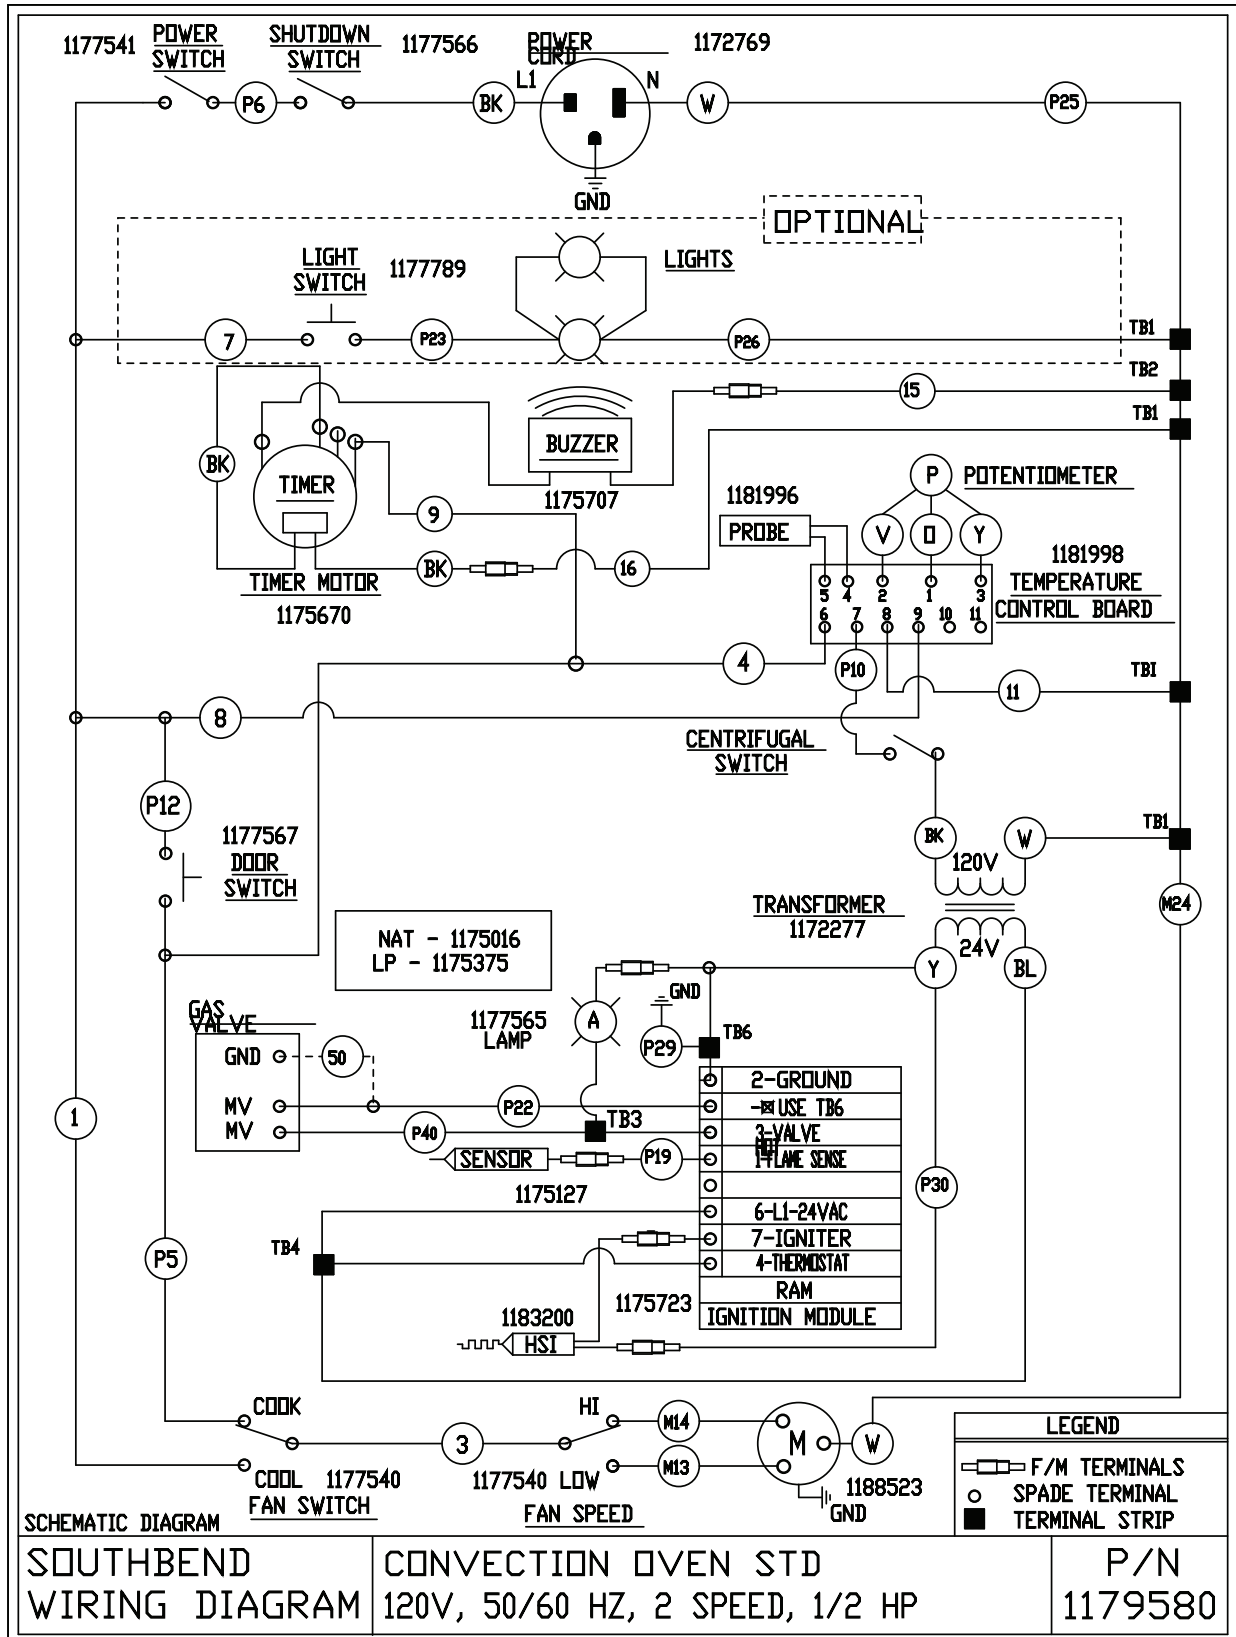 1177541
POWER
SWITCH
SHUTDOWN
SWITCH
1177566
POWER
CORD
1172769
L1
N
P6
BK
W
P25
GND
OPTIONAL
LIGHT
SWITCH
1177789
LIGHTS
7
P23
P26
TB1
TB2
15
TB1
BK
TIMER
BUZZER
1175707
9
BK
16
TIMER MOTOR
1175670
P
POTENTIOMETER
1181996
PROBE
V
O
Y
1181998
TEMPERATURE
CONTROL BOARD
5 4 2 1 3
6 7 8 9 10 11
4
P10
TBI
11
8
CENTRIFUGAL
SWITCH
P12
1177567
DOOR
SWITCH
BK
W
TB1
120V
M24
TRANSFORMER
1172277
24V
Y
BL
NAT - 1175016
LP - 1175375
GAS
VALVE
GND
50
1177565
LAMP
A
GND
P29
TB6
MV
P22
MV
P40
TB3
1
2-GROUND
- USE TB6
3-VALVE
HOT
1-FLAME SENSE
6-L1-24VAC
7-IGNITER
4-THERMOSTAT
RAM
IGNITION MODULE
SENSOR
P19
1175127
P30
TB4
P5
1175723
1183200
HSI
COOK
HI
M14
3
M
W
M13
COOL
1177540
FAN SWITCH
1177540
LOW
FAN SPEED
1188523
GND
LEGEND
F/M TERMINALS
SPADE TERMINAL
TERMINAL STRIP
SCHEMATIC DIAGRAM
SOUTHBEND
WIRING DIAGRAM
CONVECTION OVEN STD
120V, 50/60 HZ, 2 SPEED, 1/2 HP
P/N
1179580